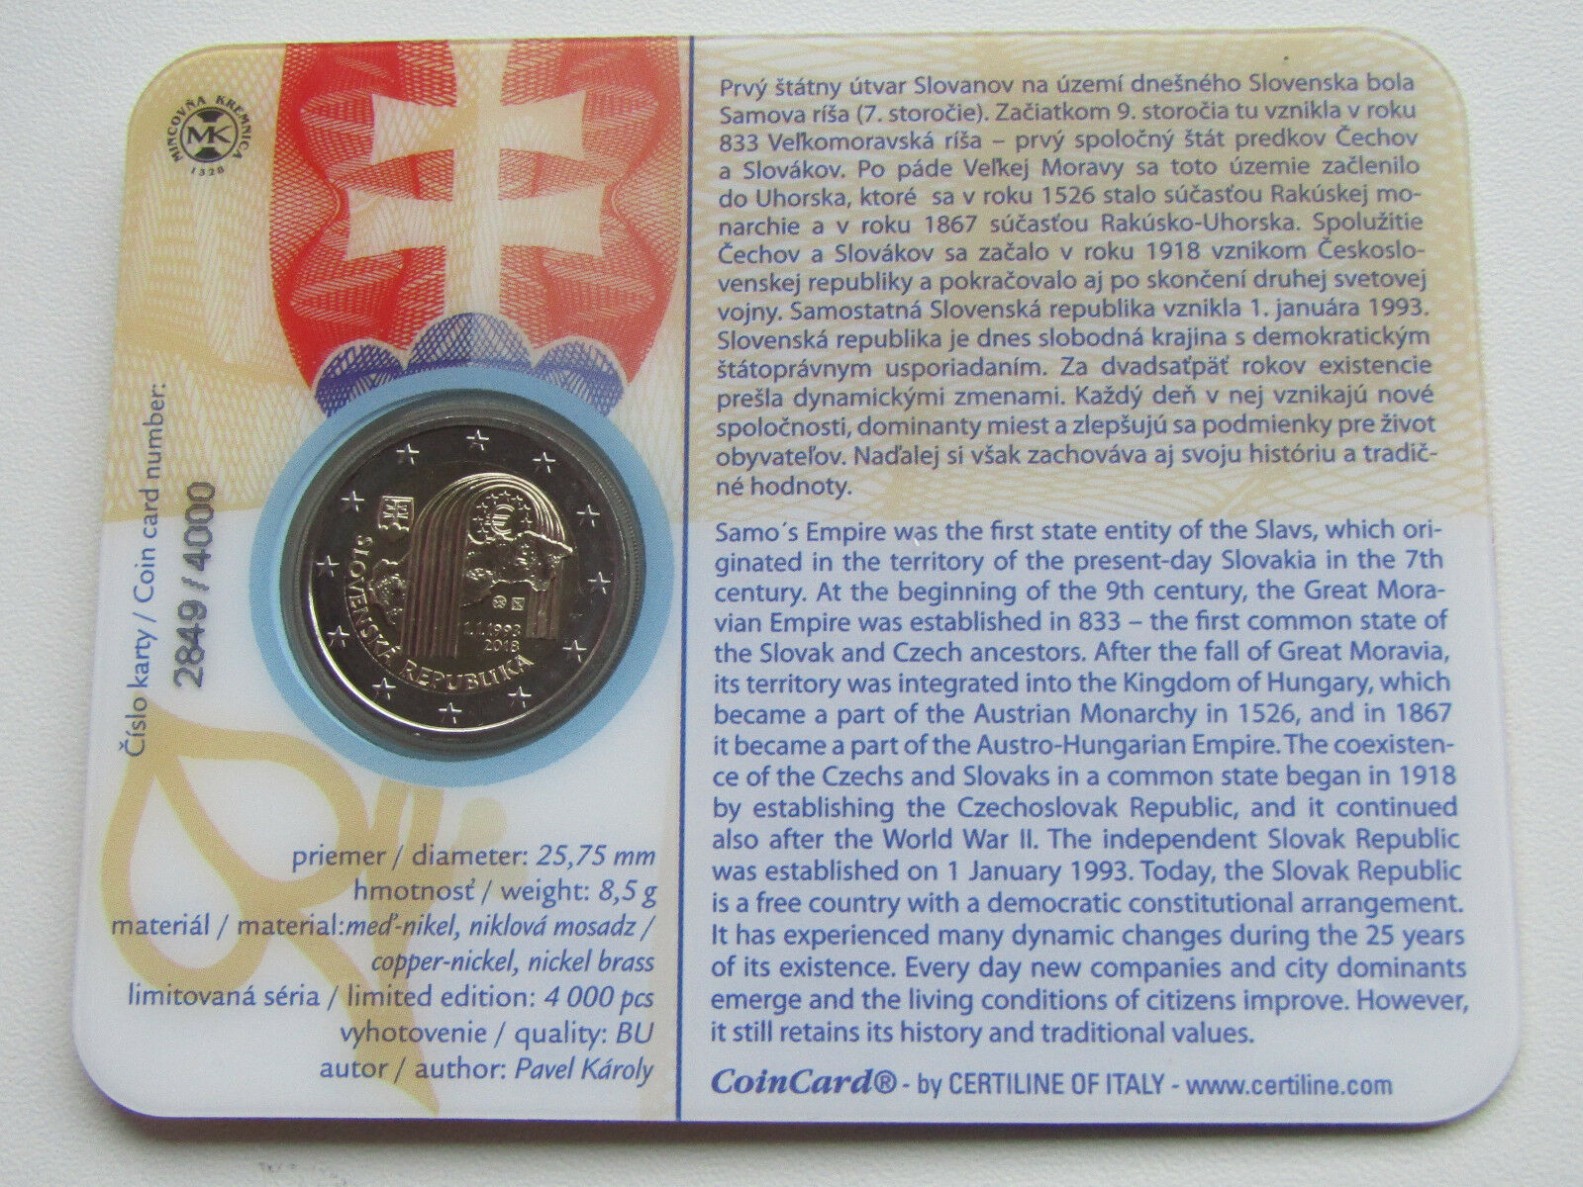 MINCOVŇA KREMNICA
MK
1328
Číslo karty / Coin card number:
2849 / 4000
SLOVENSKÁ REPUBLIKA
1.1.1993
2018
priemer / diameter: 25,75 mm
hmotnosť / weight: 8,5 g
materiál / material:meď-nikel, niklová mosadz /
copper-nickel, nickel brass
limitovaná séria / limited edition: 4 000 pcs
vyhotovenie / quality: BU
autor / author: Pavel Károly
Prvý štátny útvar Slovanov na území dnešného Slovenska bola
Samova ríša (7. storočie). Začiatkom 9. storočia tu vznikla v roku
833 Veľkomoravská ríša – prvý spoločný štát predkov Čechov
a Slovákov. Po páde Veľkej Moravy sa toto územie začlenilo
do Uhorska, ktoré sa v roku 1526 stalo súčasťou Rakúskej mo-
narchie a v roku 1867 súčasťou Rakúsko-Uhorska. Spolužitie
Čechov a Slovákov sa začalo v roku 1918 vznikom Českoslo-
venskej republiky a pokračovalo aj po skončení druhej svetovej
vojny. Samostatná Slovenská republika vznikla 1. januára 1993.
Slovenská republika je dnes slobodná krajina s demokratickým
štátoprávnym usporiadaním. Za dvadsaťpäť rokov existencie
prešla dynamickými zmenami. Každý deň v nej vznikajú nové
spoločnosti, dominanty miest a zlepšujú sa podmienky pre život
obyvateľov. Naďalej si však zachováva aj svoju históriu a tradič-
né hodnoty.
Samo´s Empire was the first state entity of the Slavs, which ori-
ginated in the territory of the present-day Slovakia in the 7th
century. At the beginning of the 9th century, the Great Mora-
vian Empire was established in 833 – the first common state of
the Slovak and Czech ancestors. After the fall of Great Moravia,
its territory was integrated into the Kingdom of Hungary, which
became a part of the Austrian Monarchy in 1526, and in 1867
it became a part of the Austro-Hungarian Empire. The coexisten-
ce of the Czechs and Slovaks in a common state began in 1918
by establishing the Czechoslovak Republic, and it continued
also after the World War II. The independent Slovak Republic
was established on 1 January 1993. Today, the Slovak Republic
is a free country with a democratic constitutional arrangement.
It has experienced many dynamic changes during the 25 years
of its existence. Every day new companies and city dominants
emerge and the living conditions of citizens improve. However,
it still retains its history and traditional values.
CoinCard® - by CERTILINE OF ITALY - www.certiline.com